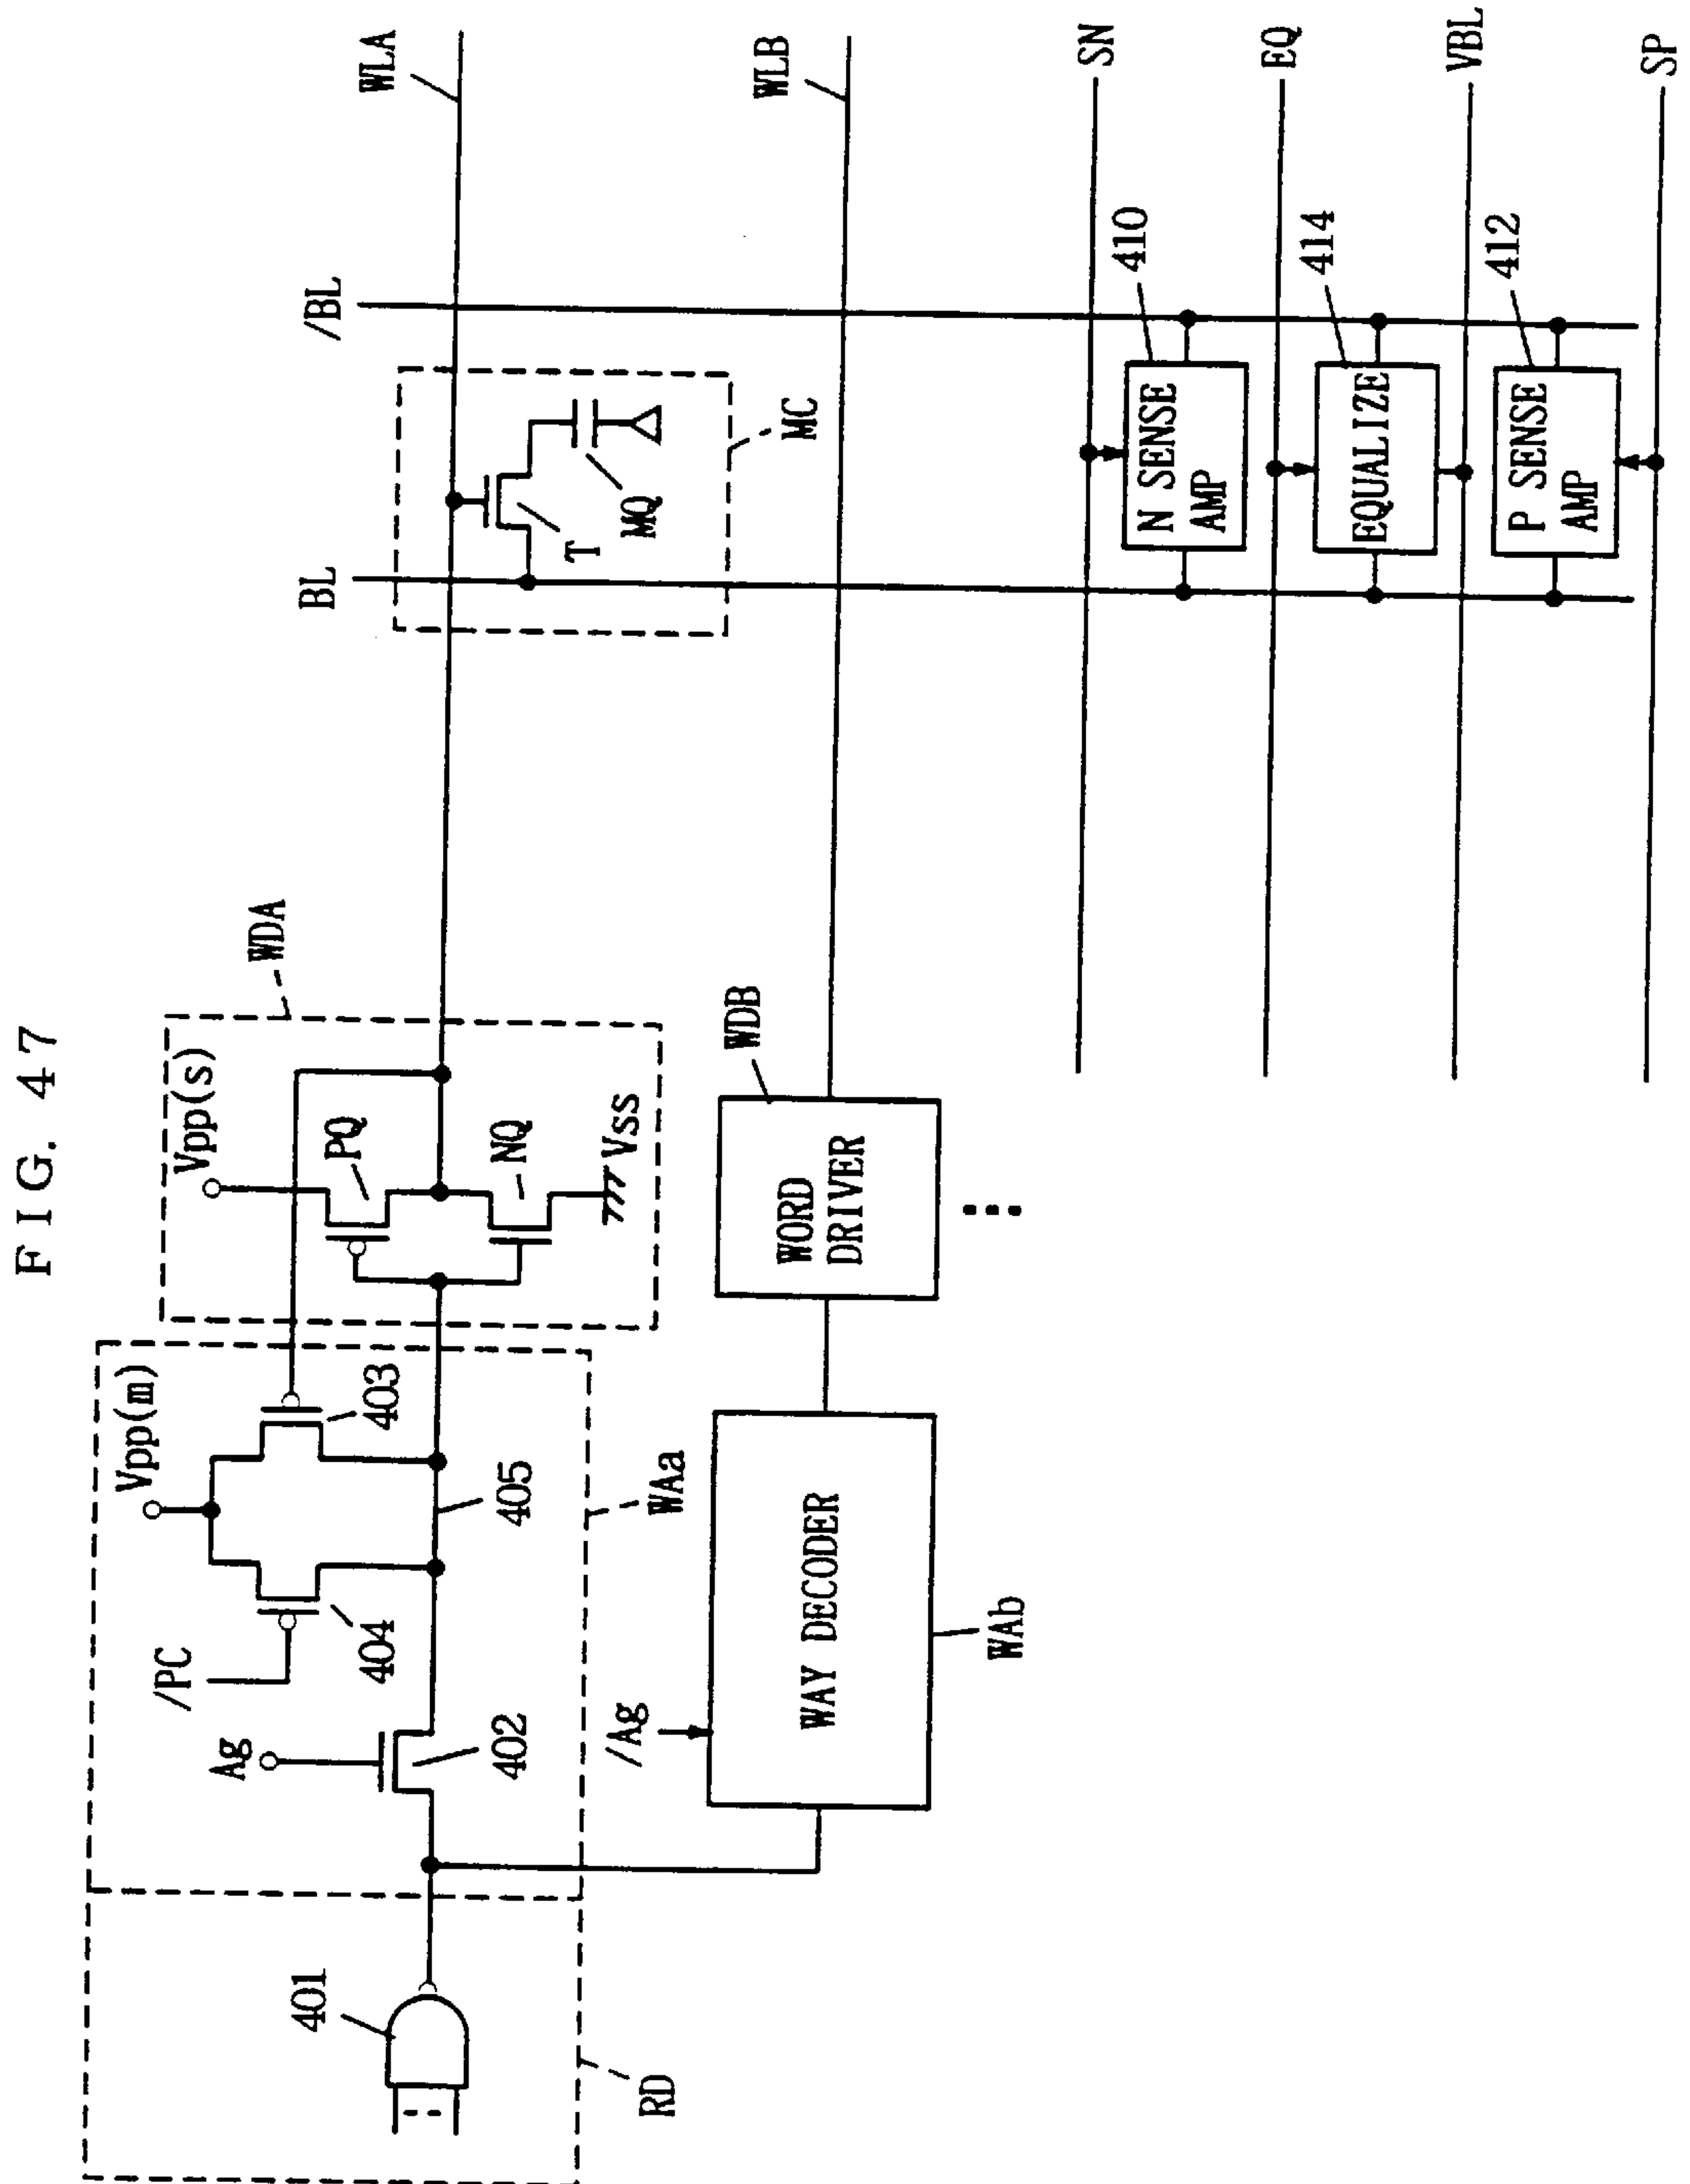 FIG. 47
WLA
WLB
SN
EQ
VBL
SP
/BL
BL
410
414
412
N SENSE
AMP
EQUALIZE
P SENSE
AMP
MC
MQ
T
WDA
Vpp(s)
PQ
NQ
Vss
WDB
WORD
DRIVER
Vpp(m)
403
404
405
/PC
Ag
402
WAa
/Ag
WAY DECODER
WAb
401
RD